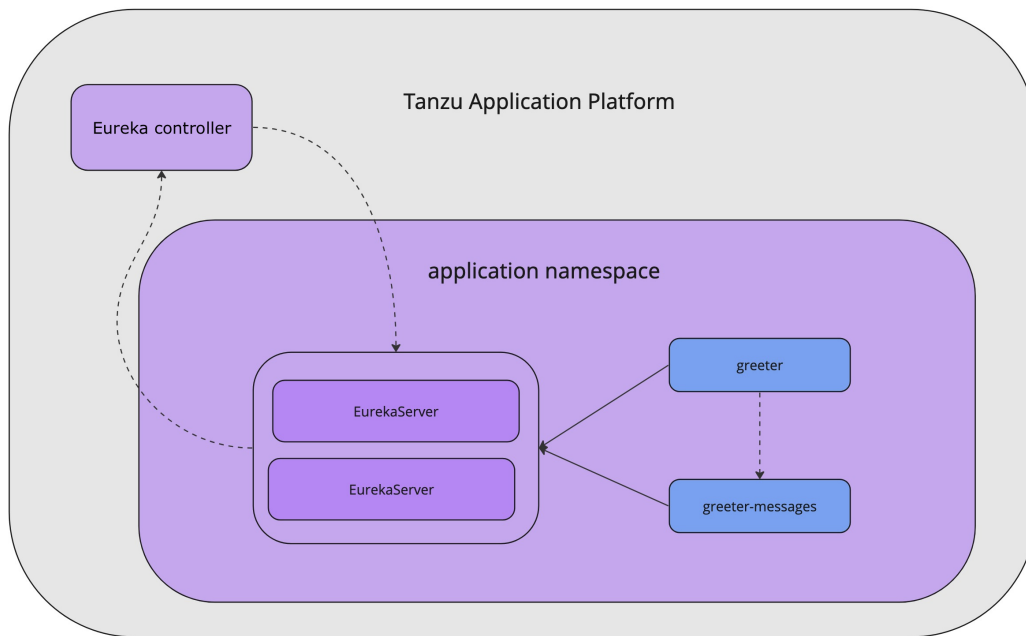 Tanzu Application Platform
Eureka controller
application namespace
EurekaServer
EurekaServer
greeter
greeter-messages